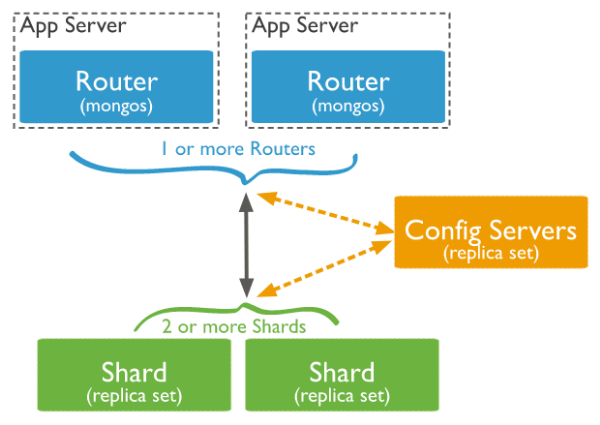 App Server
App Server
Router
(mongos)
Router
(mongos)
1 or more Routers
Config Servers
(replica set)
2 or more Shards
Shard
(replica set)
Shard
(replica set)